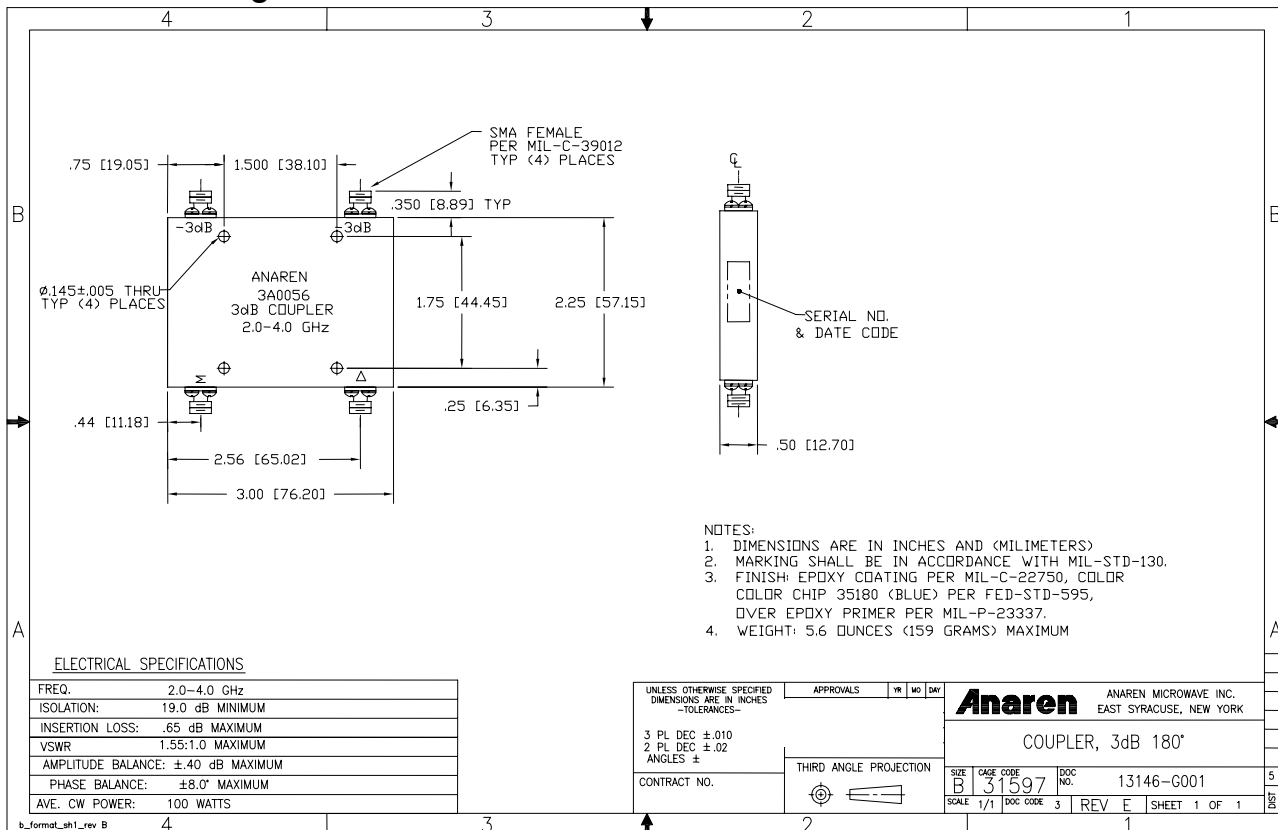 4 3 2 1
B B
A A
.75 [19.05]
1.500 [38.10]
SMA FEMALE
PER MIL-C-39012
TYP (4) PLACES
.350 [8.89] TYP
-3dB -3dB
ANAREN
3A0056
3dB COUPLER
2.0-4.0 GHz
Ø.145±.005 THRU
TYP (4) PLACES
1.75 [44.45]
2.25 [57.15]
Σ Δ
.44 [11.18]
.25 [6.35]
2.56 [65.02]
3.00 [76.20]
℄
SERIAL NO.
& DATE CODE
.50 [12.70]
NOTES:
1. DIMENSIONS ARE IN INCHES AND (MILIMETERS)
2. MARKING SHALL BE IN ACCORDANCE WITH MIL-STD-130.
3. FINISH: EPOXY COATING PER MIL-C-22750, COLOR
COLOR CHIP 35180 (BLUE) PER FED-STD-595,
OVER EPOXY PRIMER PER MIL-P-23337.
4. WEIGHT: 5.6 OUNCES (159 GRAMS) MAXIMUM
ELECTRICAL SPECIFICATIONS
FREQ. 2.0-4.0 GHz
ISOLATION: 19.0 dB MINIMUM
INSERTION LOSS: .65 dB MAXIMUM
VSWR 1.55:1.0 MAXIMUM
AMPLITUDE BALANCE: ±.40 dB MAXIMUM
PHASE BALANCE: ±8.0° MAXIMUM
AVE. CW POWER: 100 WATTS
UNLESS OTHERWISE SPECIFIED
DIMENSIONS ARE IN INCHES
-TOLERANCES-
3 PL DEC ±.010
2 PL DEC ±.02
ANGLES ±
CONTRACT NO.
APPROVALS YR MO DAY
THIRD ANGLE PROJECTION
Anaren
ANAREN MICROWAVE INC.
EAST SYRACUSE, NEW YORK
COUPLER, 3dB 180°
SIZE B
CAGE CODE 31597
DOC NO. 13146-G001
SCALE 1/1 DOC CODE 3 REV E SHEET 1 OF 1
5
DIST
b_format_sh1_rev B
4 3 2 1